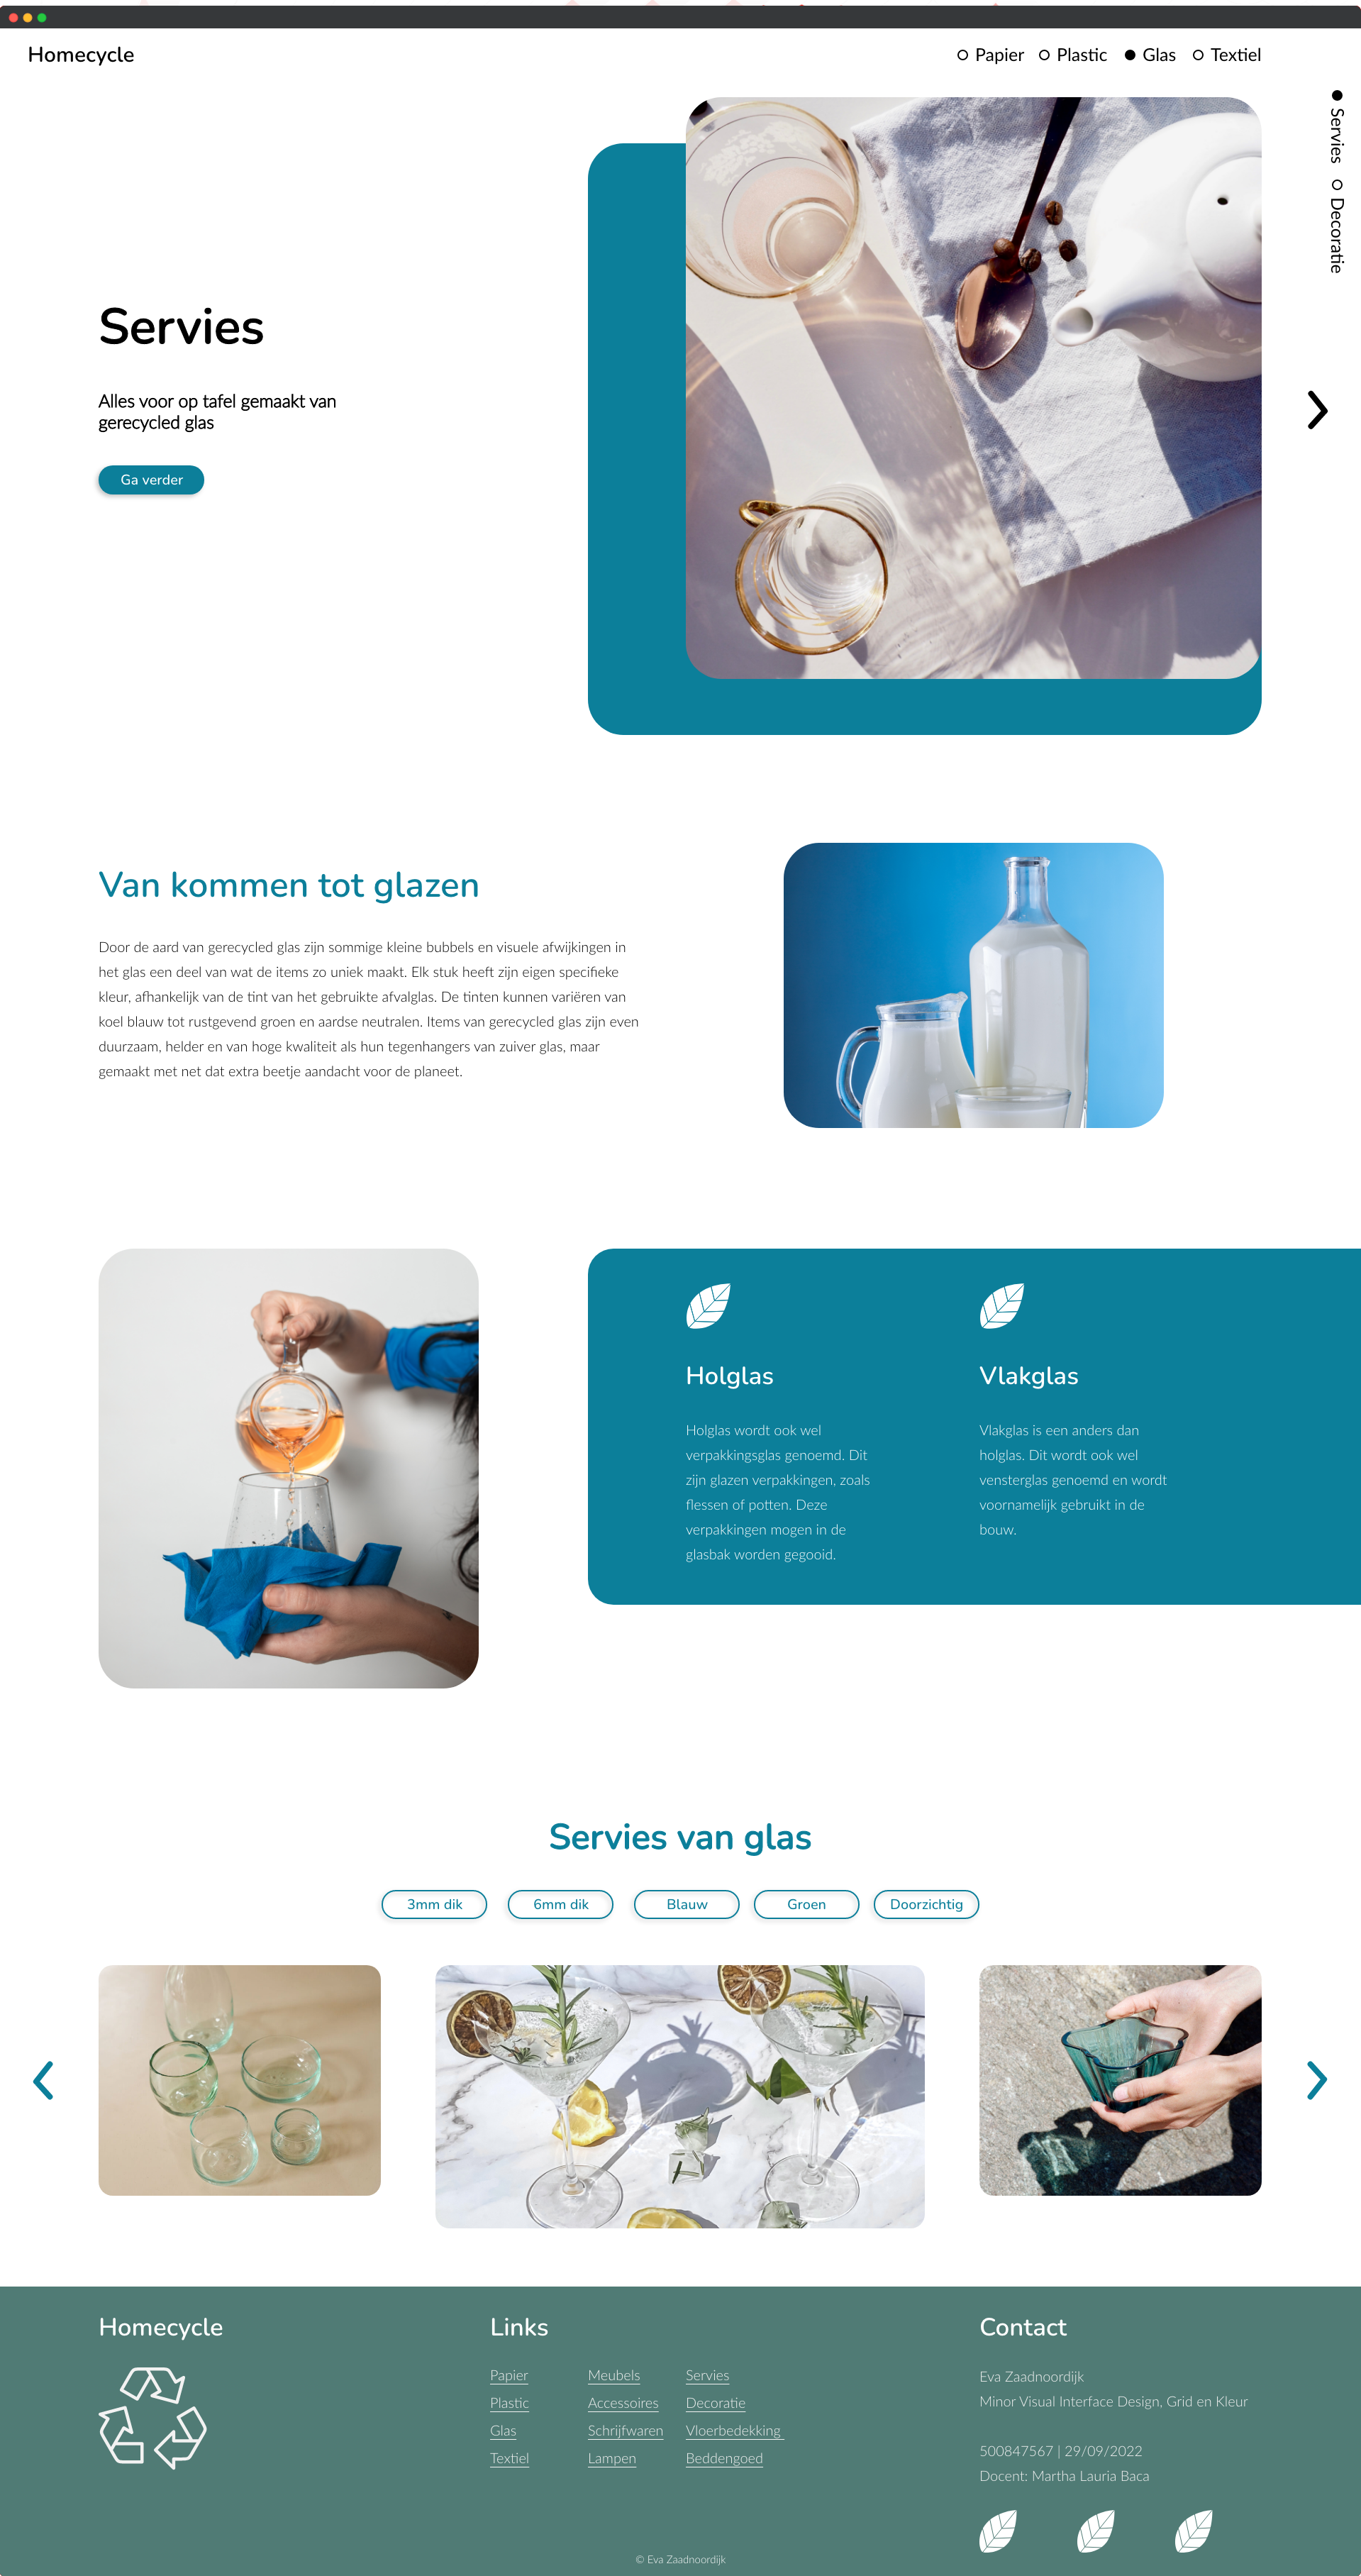 Homecycle
Papier Plastic Glas Textiel
Servies Decoratie
Servies
Alles voor op tafel gemaakt van
gerecycled glas
Ga verder
Van kommen tot glazen
Door de aard van gerecycled glas zijn sommige kleine bubbels en visuele afwijkingen in
het glas een deel van wat de items zo uniek maakt. Elk stuk heeft zijn eigen specifieke
kleur, afhankelijk van de tint van het gebruikte afvalglas. De tinten kunnen variëren van
koel blauw tot rustgevend groen en aardse neutralen. Items van gerecycled glas zijn even
duurzaam, helder en van hoge kwaliteit als hun tegenhangers van zuiver glas, maar
gemaakt met net dat extra beetje aandacht voor de planeet.
Holglas
Holglas wordt ook wel
verpakkingsglas genoemd. Dit
zijn glazen verpakkingen, zoals
flessen of potten. Deze
verpakkingen mogen in de
glasbak worden gegooid.
Vlakglas
Vlakglas is een anders dan
holglas. Dit wordt ook wel
vensterglas genoemd en wordt
voornamelijk gebruikt in de
bouw.
Servies van glas
3mm dik 6mm dik Blauw Groen Doorzichtig
Homecycle
Links
Papier Meubels Servies
Plastic Accessoires Decoratie
Glas Schrijfwaren Vloerbedekking
Textiel Lampen Beddengoed
Contact
Eva Zaadnoordijk
Minor Visual Interface Design, Grid en Kleur
500847567 | 29/09/2022
Docent: Martha Lauria Baca
© Eva Zaadnoordijk